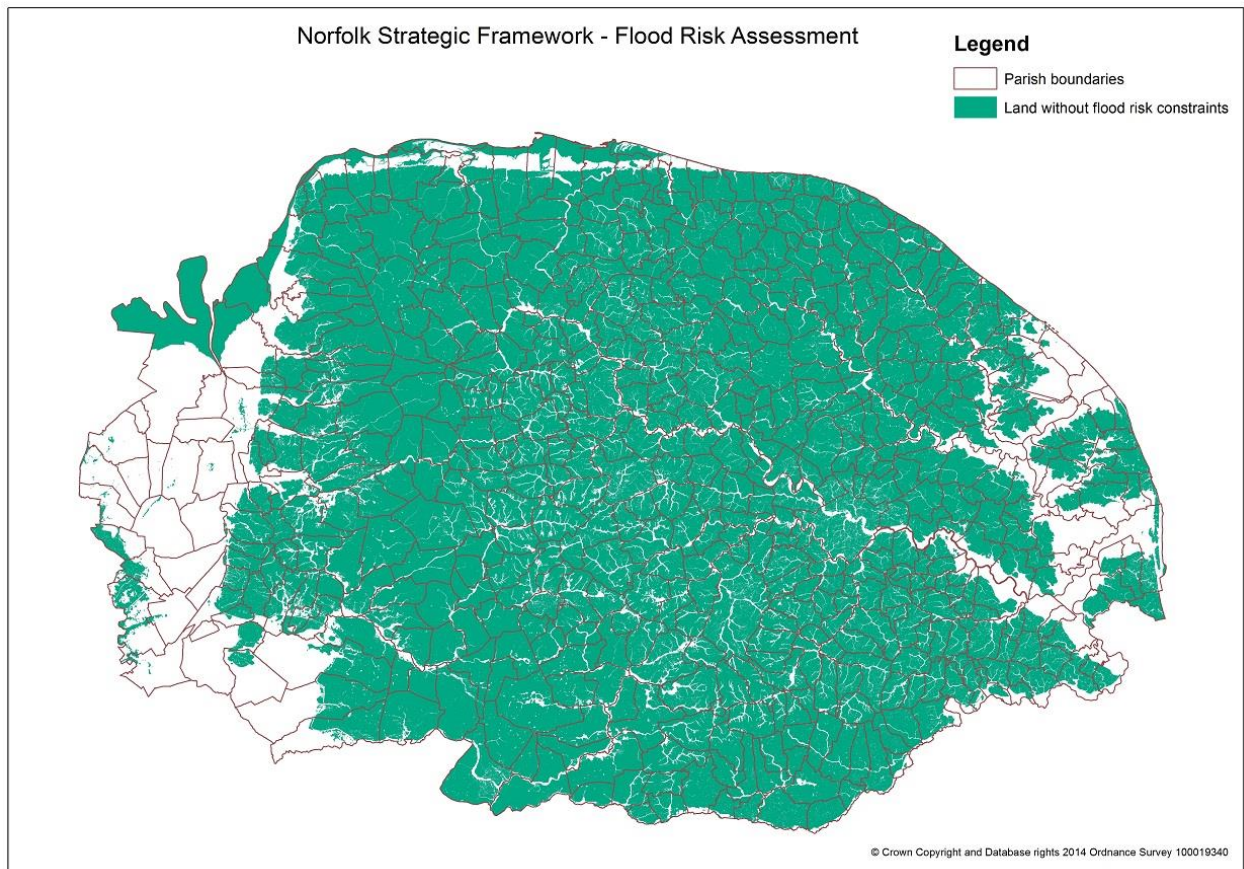 Norfolk Strategic Framework - Flood Risk Assessment
Legend
Parish boundaries
Land without flood risk constraints
© Crown Copyright and Database rights 2014 Ordnance Survey 100019340